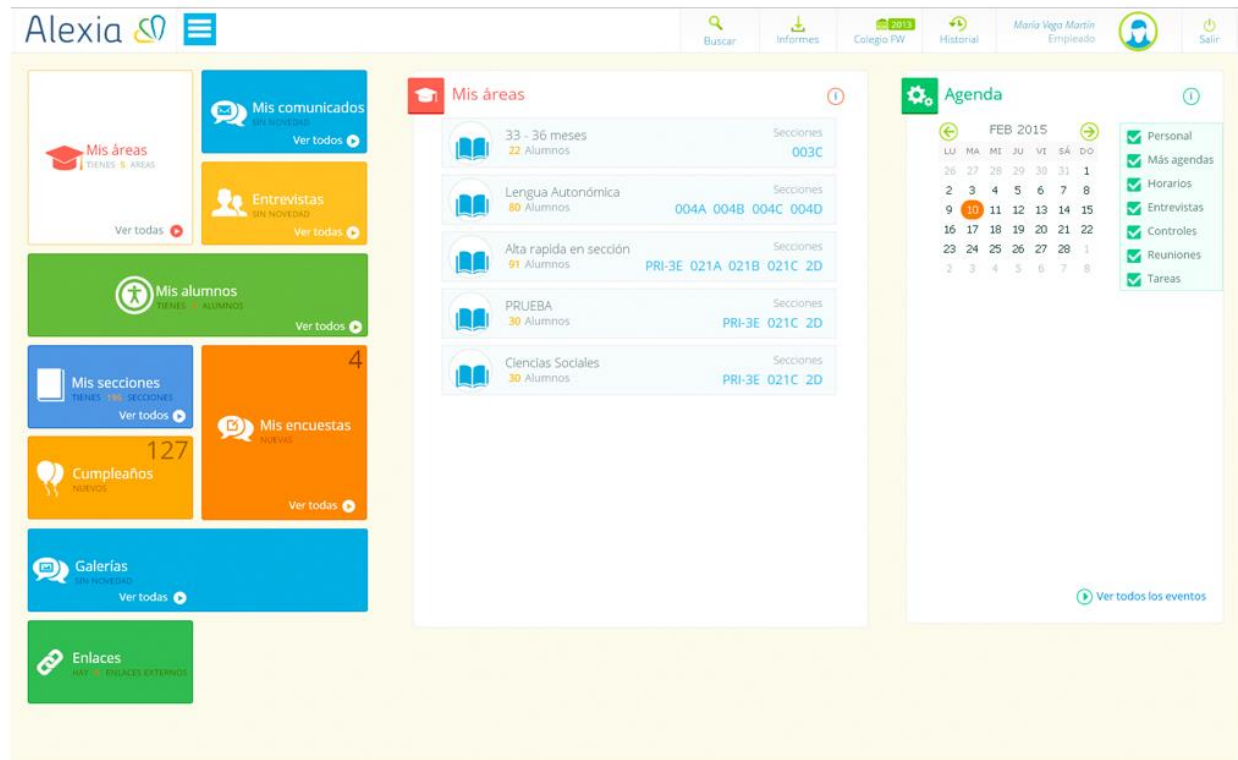 Alexia
Buscar
Informes
2013
Colegio FW
Historial
María Vega Martín
Empleado
Salir
Mis áreas
TIENES 5 AREAS
Ver todas
Mis comunicados
SIN NOVEDAD
Ver todos
Entrevistas
SIN NOVEDAD
Ver todas
Mis alumnos
TIENES ALUMNOS
Ver todos
Mis secciones
TIENES 196 SECCIONES
Ver todos
4
Mis encuestas
NUEVAS
Ver todas
127
Cumpleaños
NUEVOS
Galerías
SIN NOVEDAD
Ver todas
Enlaces
HAY ENLACES EXTERNOS
Mis áreas
33 - 36 meses Secciones
22 Alumnos 003C
Lengua Autonómica Secciones
80 Alumnos 004A 004B 004C 004D
Alta rapida en sección Secciones
91 Alumnos PRI-3E 021A 021B 021C 2D
PRUEBA Secciones
30 Alumnos PRI-3E 021C 2D
Ciencias Sociales Secciones
30 Alumnos PRI-3E 021C 2D
Agenda
FEB 2015
LU MA MI JU VI SÁ DO
26 27 28 29 30 31 1
2 3 4 5 6 7 8
9 10 11 12 13 14 15
16 17 18 19 20 21 22
23 24 25 26 27 28 1
2 3 4 5 6 7 8
Personal
Más agendas
Horarios
Entrevistas
Controles
Reuniones
Tareas
Ver todos los eventos